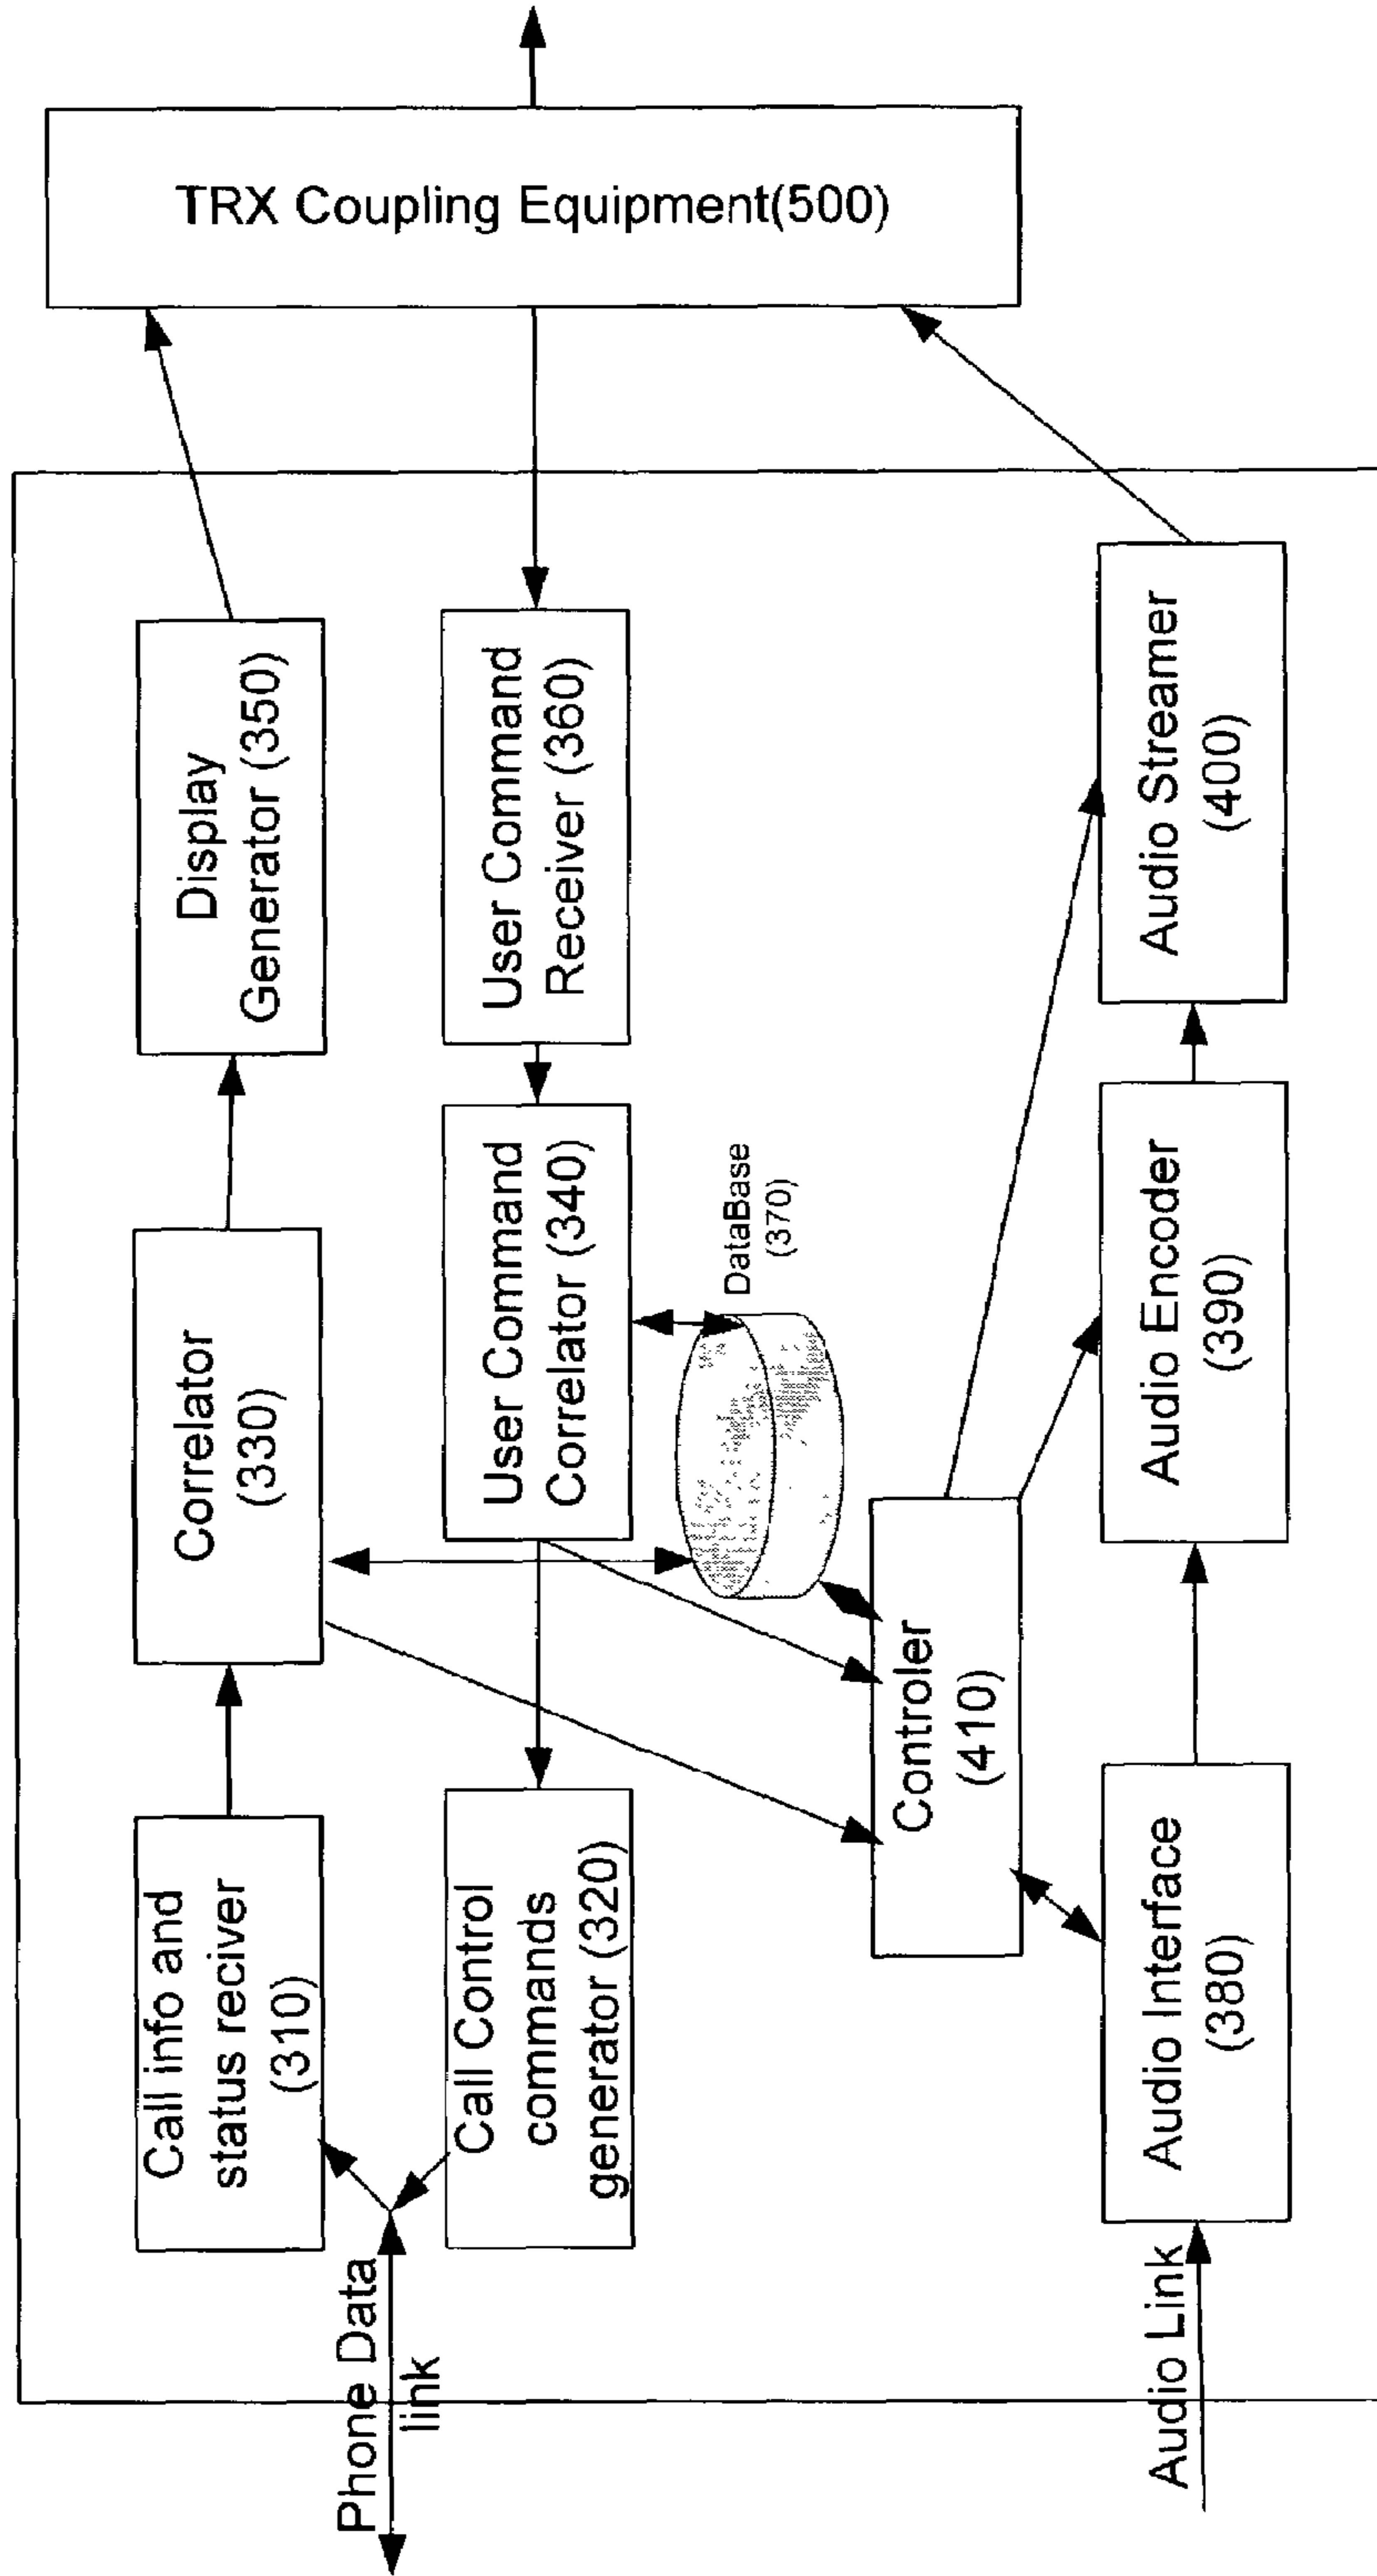 Phone Data
link
Call info and
status reciver
(310)
Correlator
(330)
Display
Generator (350)
Call Control
commands
generator (320)
User Command
Correlator (340)
User Command
Receiver (360)
DataBase
(370)
Controler
(410)
Audio Link
Audio Interface
(380)
Audio Encoder
(390)
Audio Streamer
(400)
TRX Coupling Equipment(500)